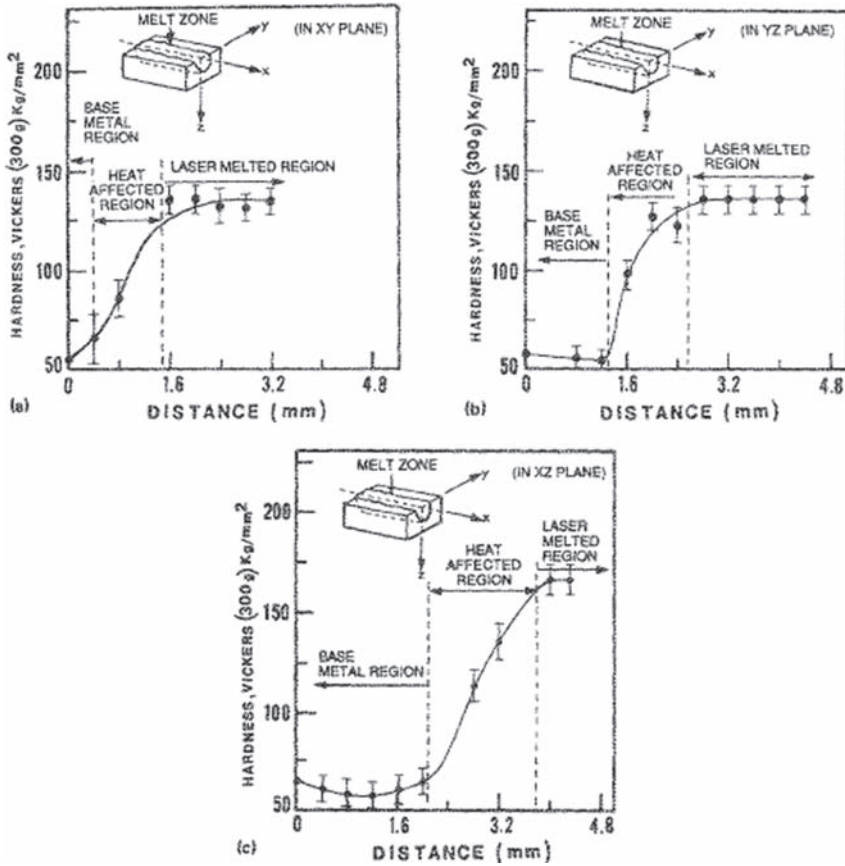 MELT ZONE
y
(IN XY PLANE)
x
z
200
150
100
50
BASE
METAL
REGION
HEAT
AFFECTED
REGION
LASER MELTED REGION
HARDNESS, VICKERS (300 g) Kg/mm²
0
1.6
3.2
4.8
(a)
DISTANCE (mm)
MELT ZONE
y
(IN YZ PLANE)
x
z
200
150
100
50
BASE
METAL
REGION
HEAT
AFFECTED
REGION
LASER MELTED
REGION
HARDNESS, VICKERS (300 g) Kg/mm²
0
1.6
3.2
4.8
(b)
DISTANCE (mm)
MELT ZONE
y
(IN XZ PLANE)
x
z
200
150
100
50
BASE
METAL REGION
HEAT
AFFECTED
REGION
LASER
MELTED
REGION
HARDNESS, VICKERS (300 g) Kg/mm²
0
1.6
3.2
4.8
(c)
DISTANCE (mm)